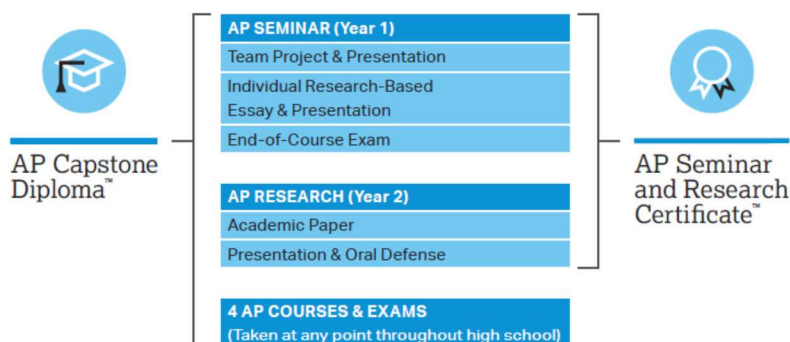 AP Capstone
Diploma™
AP SEMINAR (Year 1)
Team Project & Presentation
Individual Research-Based
Essay & Presentation
End-of-Course Exam
AP RESEARCH (Year 2)
Academic Paper
Presentation & Oral Defense
4 AP COURSES & EXAMS
(Taken at any point throughout high school)
AP Seminar
and Research
Certificate™